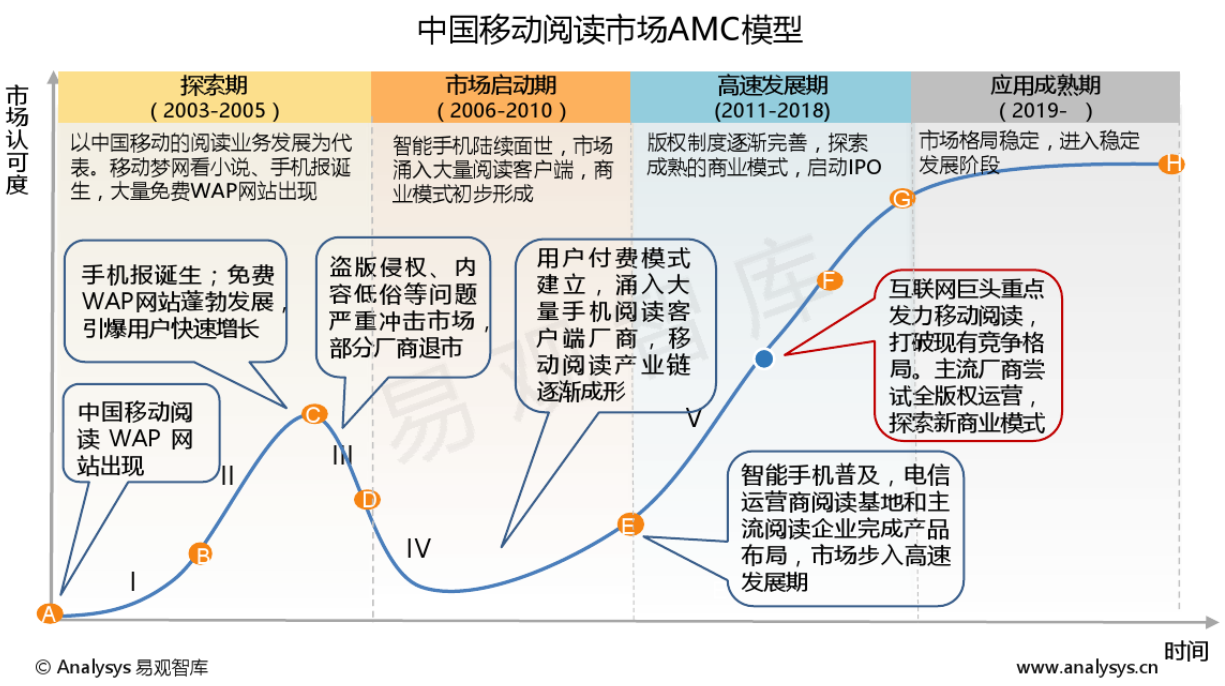 中国移动阅读市场AMC模型
市场认可度
探索期
（2003-2005）
市场启动期
（2006-2010）
高速发展期
(2011-2018)
应用成熟期
（2019- ）
以中国移动的阅读业务发展为代
表。移动梦网看小说、手机报诞
生，大量免费WAP网站出现
智能手机陆续面世，市场
涌入大量阅读客户端，商
业模式初步形成
版权制度逐渐完善，探索
成熟的商业模式，启动IPO
市场格局稳定，进入稳定
发展阶段
手机报诞生；免费
WAP网站蓬勃发展，
引爆用户快速增长
盗版侵权、内
容低俗等问题
严重冲击市场，
部分厂商退市
用户付费模式
建立，涌入大
量手机阅读客
户端厂商，移
动阅读产业链
逐渐成形
互联网巨头重点
发力移动阅读，
打破现有竞争格
局。主流厂商尝
试全版权运营，
探索新商业模式
中国移动阅
读 WAP 网
站出现
智能手机普及，电信
运营商阅读基地和主
流阅读企业完成产品
布局，市场步入高速
发展期
A
B
C
D
E
F
G
H
I
II
III
IV
V
易观智库
时间
© Analysys 易观智库
www.analysys.cn